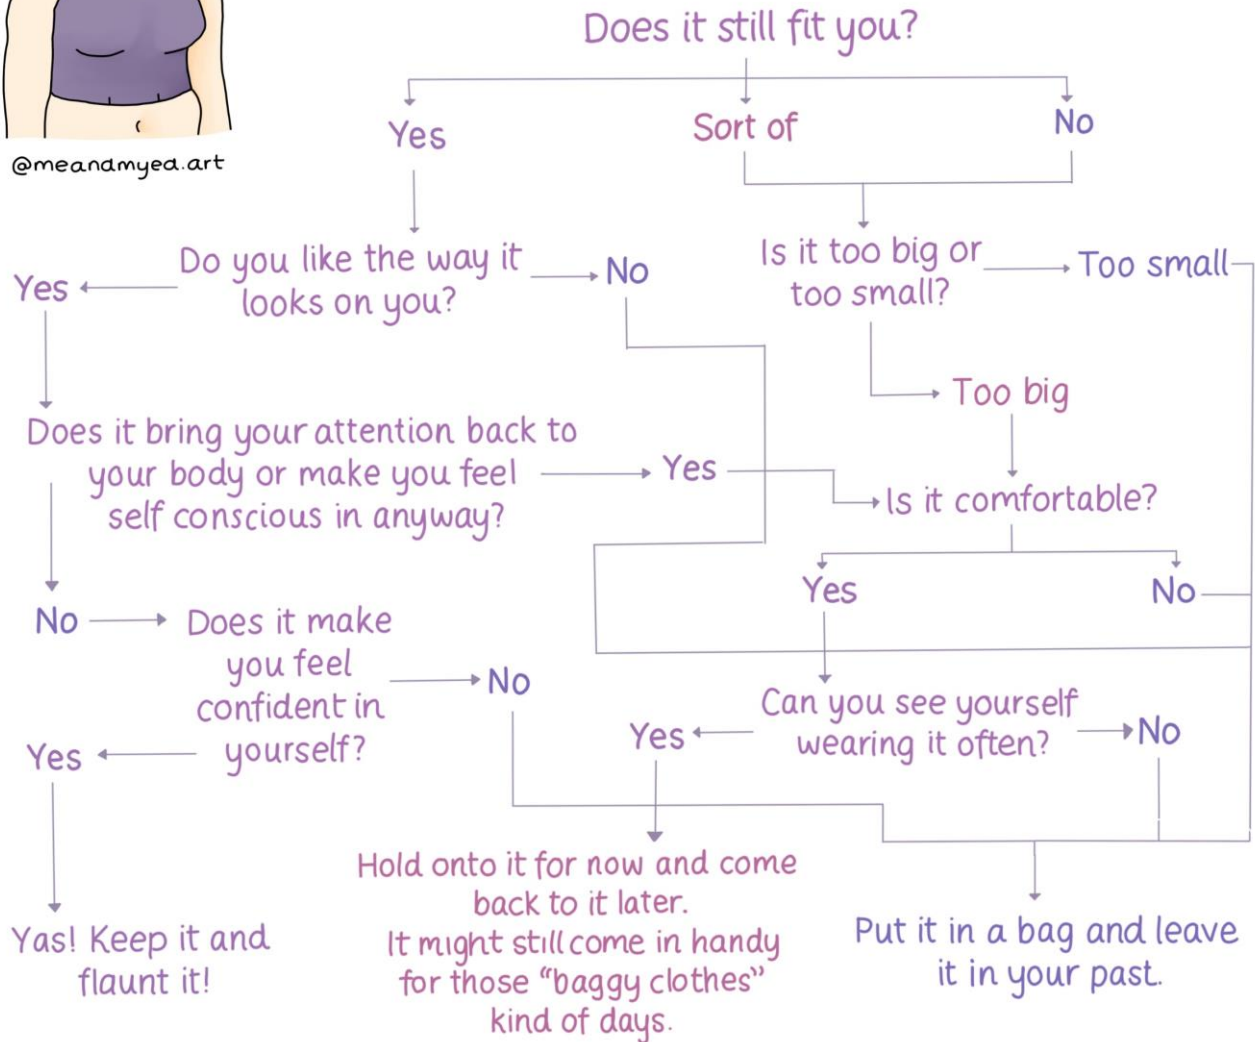 Does it still fit you?
Yes
Sort of
No
@meandmyed.art
Do you like the way it
looks on you?
Yes
No
Is it too big or
too small?
Too small
Too big
Does it bring your attention back to
your body or make you feel
self conscious in anyway?
Yes
Is it comfortable?
Yes
No
No
Does it make
you feel
confident in
yourself?
No
Yes
Can you see yourself
wearing it often?
Yes
No
Hold onto it for now and come
back to it later.
It might still come in handy
for those “baggy clothes”
kind of days.
Yas! Keep it and
flaunt it!
Put it in a bag and leave
it in your past.